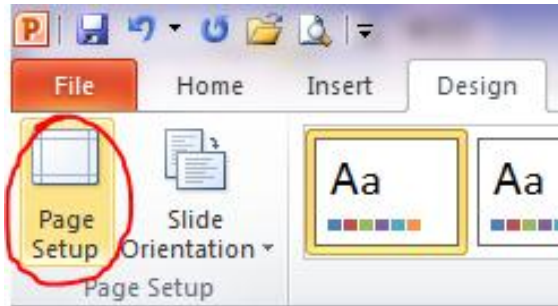 P
File Home Insert Design
Aa Aa
Page Setup
Slide Orientation
Page Setup